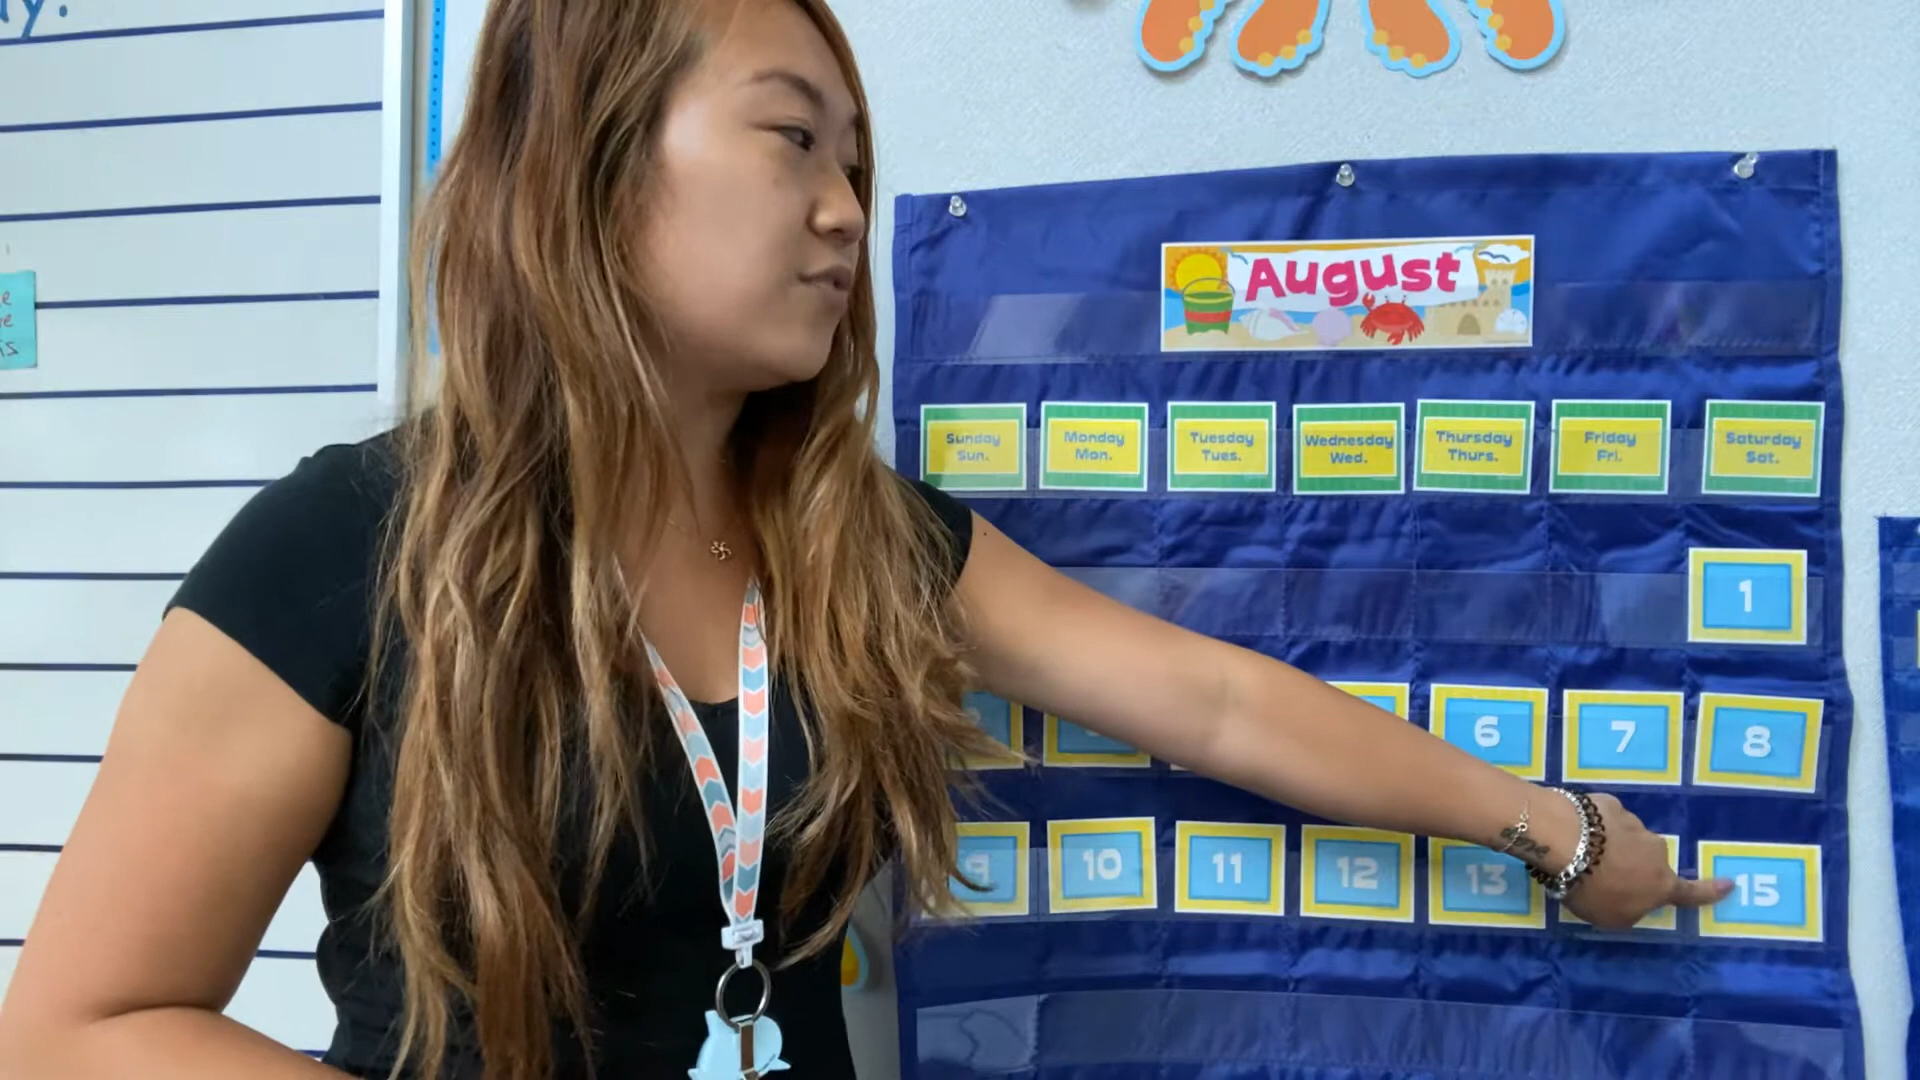 August
Sunday
Sun.
Monday
Mon.
Tuesday
Tues.
Wednesday
Wed.
Thursday
Thurs.
Friday
Fri.
Saturday
Sat.
1
6
7
8
9
10
11
12
13
15